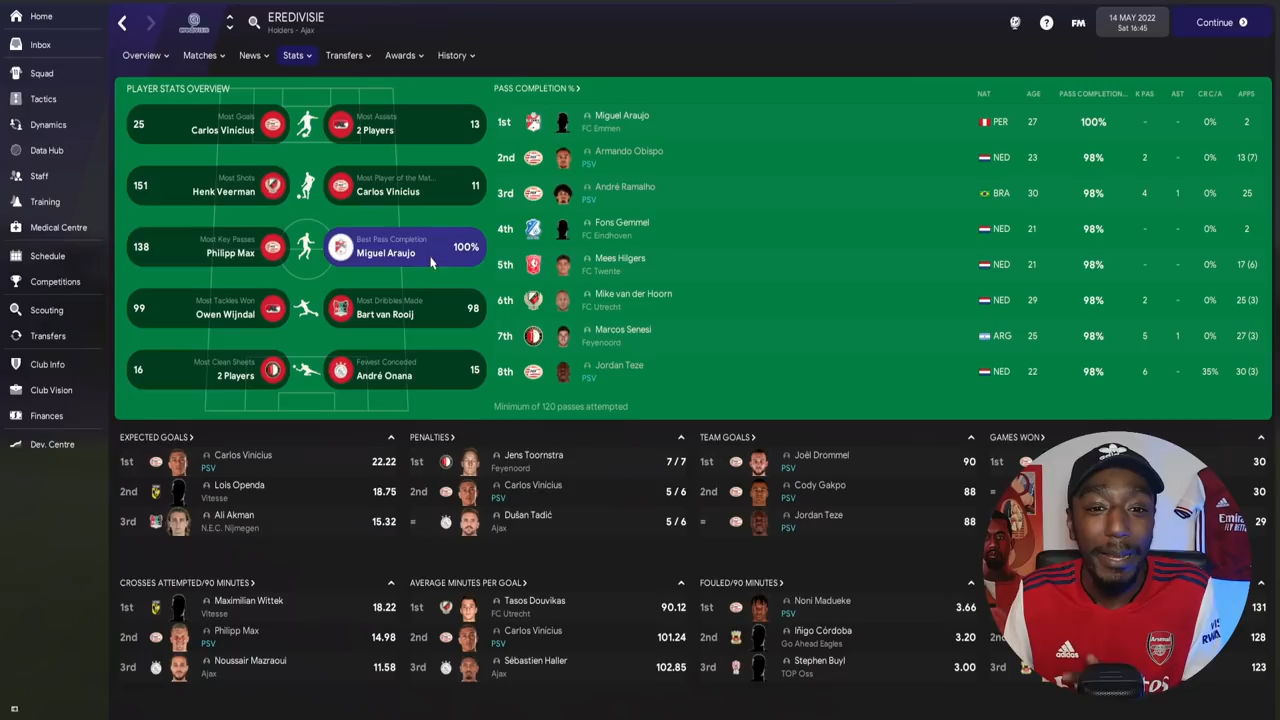 Home
Inbox
Squad
Tactics
Dynamics
Data Hub
Staff
Training
Medical Centre
Schedule
Competitions
Scouting
Transfers
Club Info
Club Vision
Finances
Dev. Centre
EREDIVISIE
Holders - Ajax
?
FM
14 MAY 2022
Sat 16:45
Continue
Overview
Matches
News
Stats
Transfers
Awards
History
PLAYER STATS OVERVIEW
25
Most Goals
Carlos Vinícius
Most Assists
2 Players
13
151
Most Shots
Henk Veerman
Most Player of the Mat...
Carlos Vinícius
11
138
Most Key Passes
Philipp Max
Best Pass Completion
Miguel Araujo
100%
99
Most Tackles Won
Owen Wijndal
Most Dribbles Made
Bart van Rooij
98
16
Most Clean Sheets
2 Players
Fewest Conceded
André Onana
15
PASS COMPLETION % NAT AGE PASS COMPLETION... K PAS AST CR C/A APPS
1st Miguel Araujo PER 27 100% - - 0% 2
FC Emmen
2nd Armando Obispo NED 23 98% 2 - 0% 13 (7)
PSV
3rd André Ramalho BRA 30 98% 4 1 0% 25
PSV
4th Fons Gemmel NED 21 98% - - 0% 2
FC Eindhoven
5th Mees Hilgers NED 21 98% - - 0% 17 (6)
FC Twente
6th Mike van der Hoorn NED 29 98% 2 - 0% 25 (3)
FC Utrecht
7th Marcos Senesi ARG 25 98% 5 1 0% 27 (3)
Feyenoord
8th Jordan Teze NED 22 98% 6 - 35% 30 (3)
PSV
Minimum of 120 passes attempted
EXPECTED GOALS
1st Carlos Vinícius 22.22
PSV
2nd Lois Openda 18.75
Vitesse
3rd Ali Akman 15.32
N.E.C. Nijmegen
PENALTIES
1st Jens Toornstra 7 / 7
Feyenoord
2nd Carlos Vinícius 5 / 6
PSV
= Dušan Tadić 5 / 6
Ajax
TEAM GOALS
1st Joël Drommel 90
PSV
2nd Cody Gakpo 88
PSV
= Jordan Teze 88
PSV
GAMES WON
1st 30
= 30
29
CROSSES ATTEMPTED/90 MINUTES
1st Maximilian Wittek 18.22
Vitesse
2nd Philipp Max 14.98
PSV
3rd Noussair Mazraoui 11.58
Ajax
AVERAGE MINUTES PER GOAL
1st Tasos Douvikas 90.12
FC Utrecht
2nd Carlos Vinícius 101.24
PSV
3rd Sébastien Haller 102.85
Ajax
FOULED/90 MINUTES
1st Noni Madueke 3.66
PSV
2nd Iñigo Córdoba 3.20
Go Ahead Eagles
3rd Stephen Buyl 3.00
TOP Oss
131
128
123
adidas
Arsenal